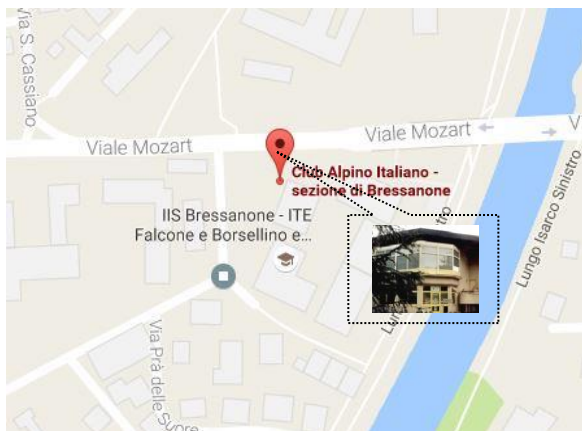 Via S. Cassiano
Viale Mozart
Viale Mozart
V
Club Alpino Italiano -
sezione di Bressanone
IIS Bressanone - ITE
Falcone e Borsellino e...
Lungo Isarco Sinistro
Via Prà delle Suore